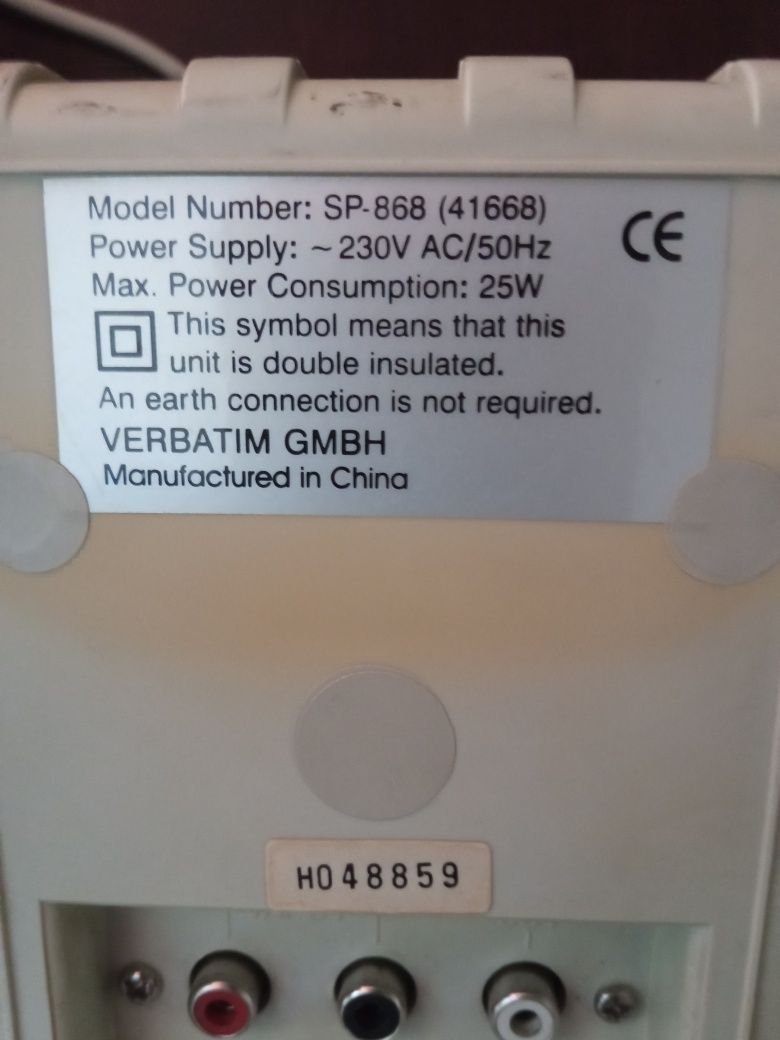 Model Number: SP-868 (41668)
CE
Power Supply: ~230V AC/50Hz
Max. Power Consumption: 25W
This symbol means that this
unit is double insulated.
An earth connection is not required.
VERBATIM GMBH
Manufactured in China
H048859